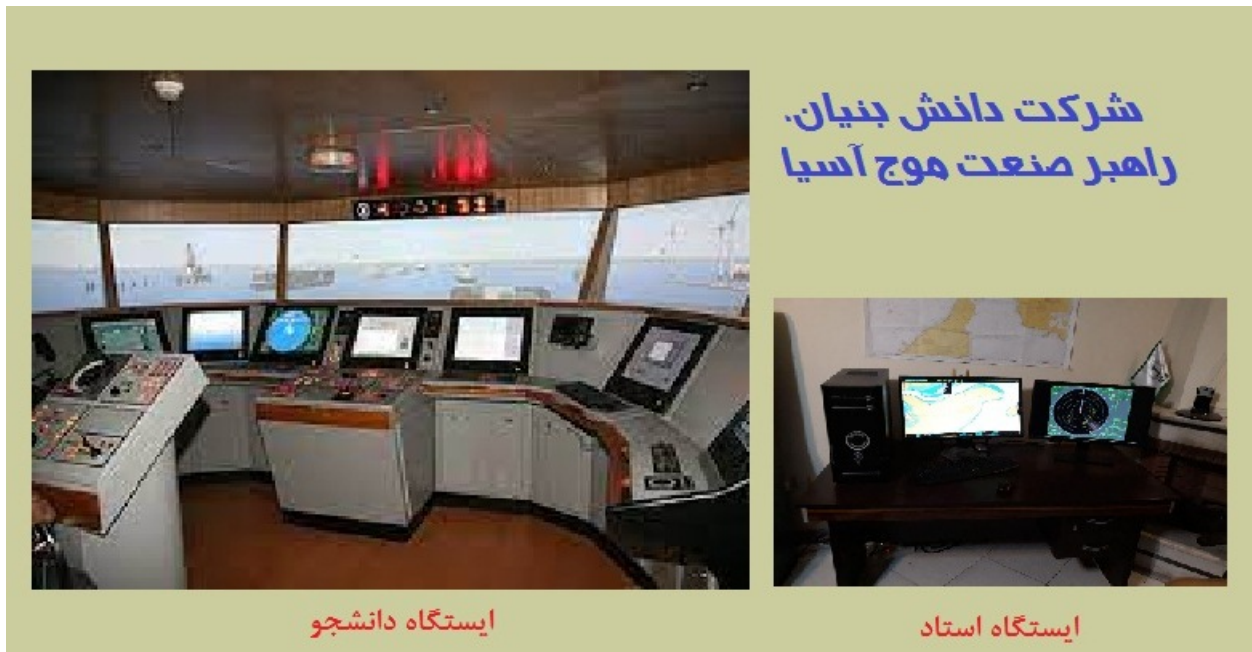 شرکت دانش بنیان،
راهبر صنعت موج آسیا
ایستگاه استاد
ایستگاه دانشجو